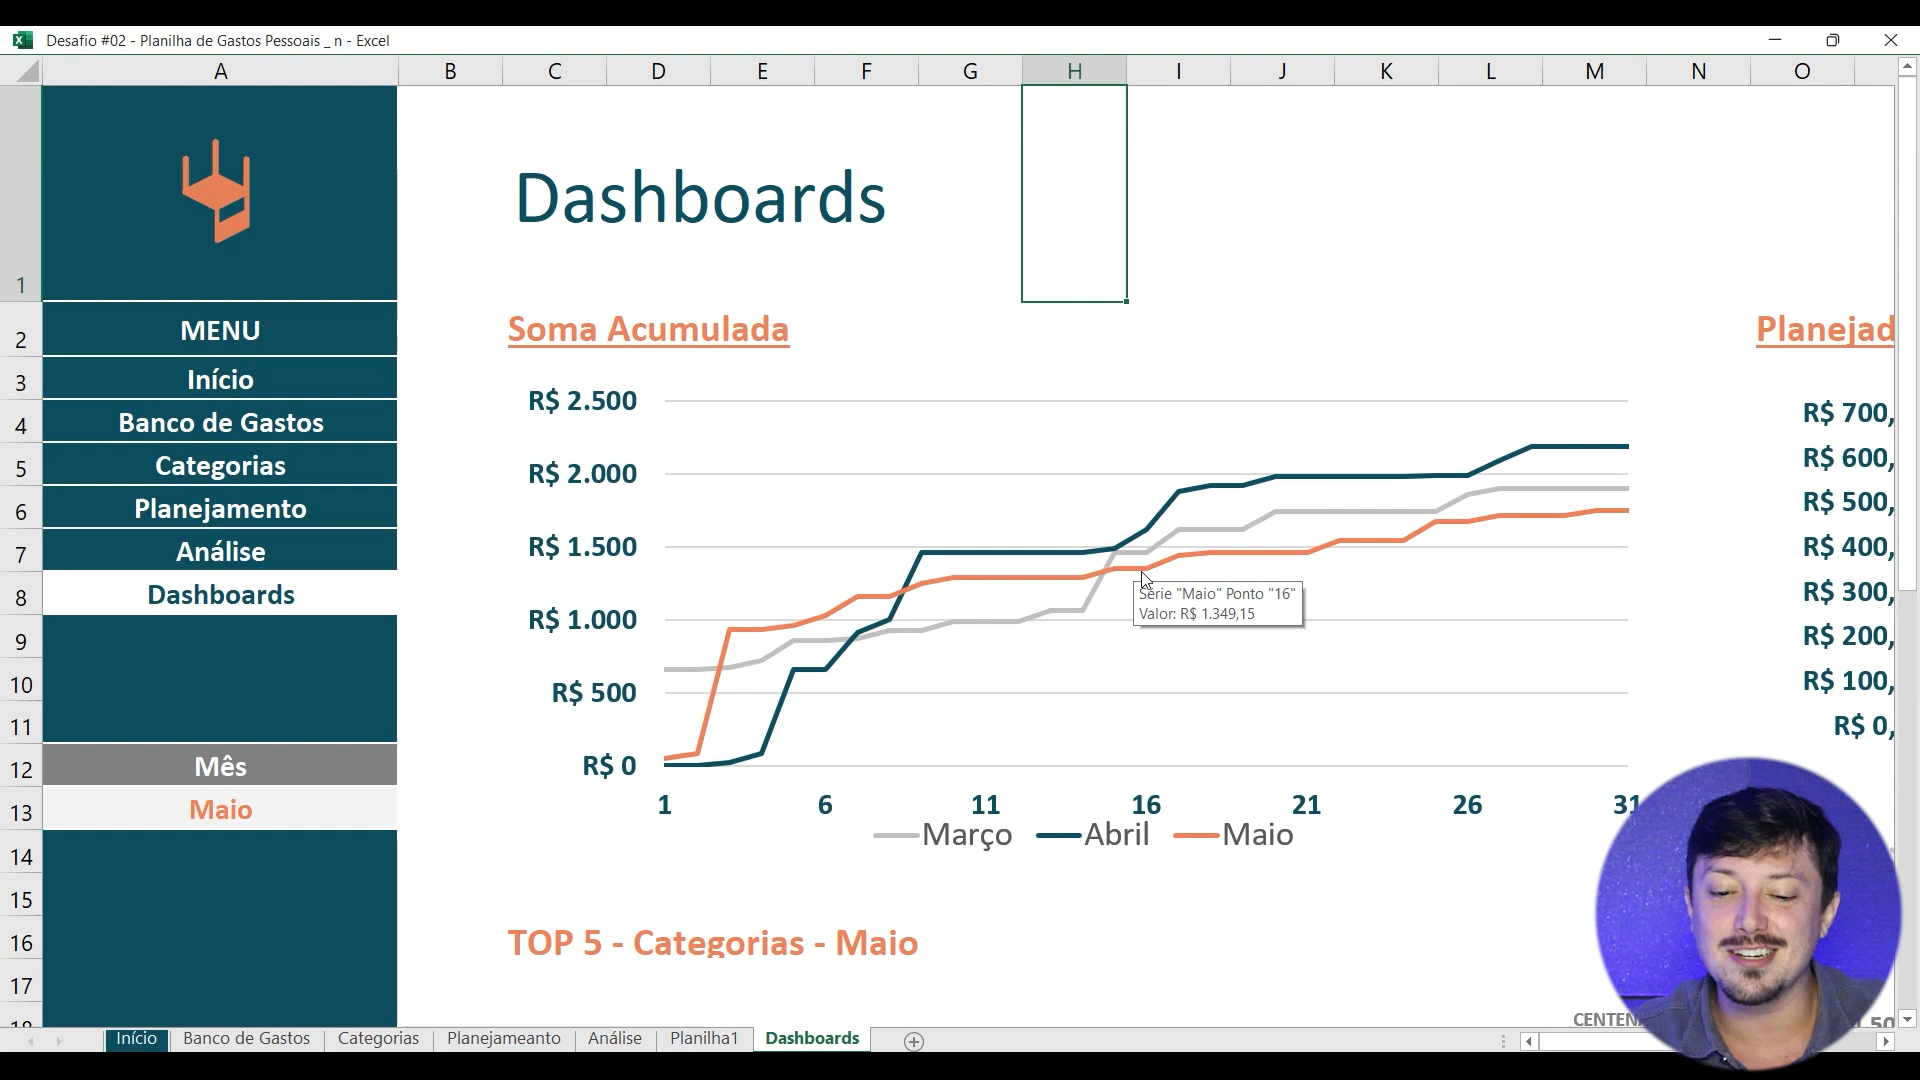 Desafio #02 - Planilha de Gastos Pessoais _ n - Excel
A B C D E F G H I J K L M N O
1
Dashboards
2 MENU
3 Início
4 Banco de Gastos
5 Categorias
6 Planejamento
7 Análise
8 Dashboards
9
10
11
12 Mês
13 Maio
14
15
16
17
18
Soma Acumulada
R$ 2.500
R$ 2.000
R$ 1.500
R$ 1.000
R$ 500
R$ 0
1 6 11 16 21 26 31
Março Abril Maio
Série "Maio" Ponto "16"
Valor: R$ 1.349,15
Planejad
R$ 700,
R$ 600,
R$ 500,
R$ 400,
R$ 300,
R$ 200,
R$ 100,
R$ 0,
TOP 5 - Categorias - Maio
CENTEN
50
Início Banco de Gastos Categorias Planejameanto Análise Planilha1 Dashboards